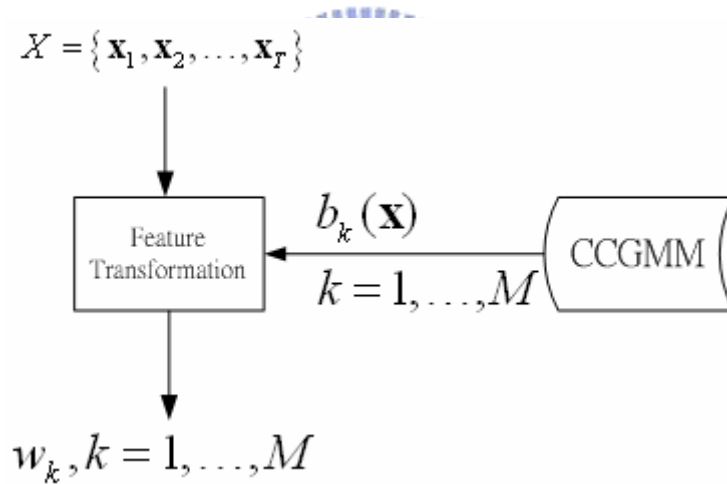 X = { x₁, x₂, ..., x_T }
b_k (x)
Feature
Transformation
CCGMM
k = 1, ..., M
w_k, k = 1, ..., M